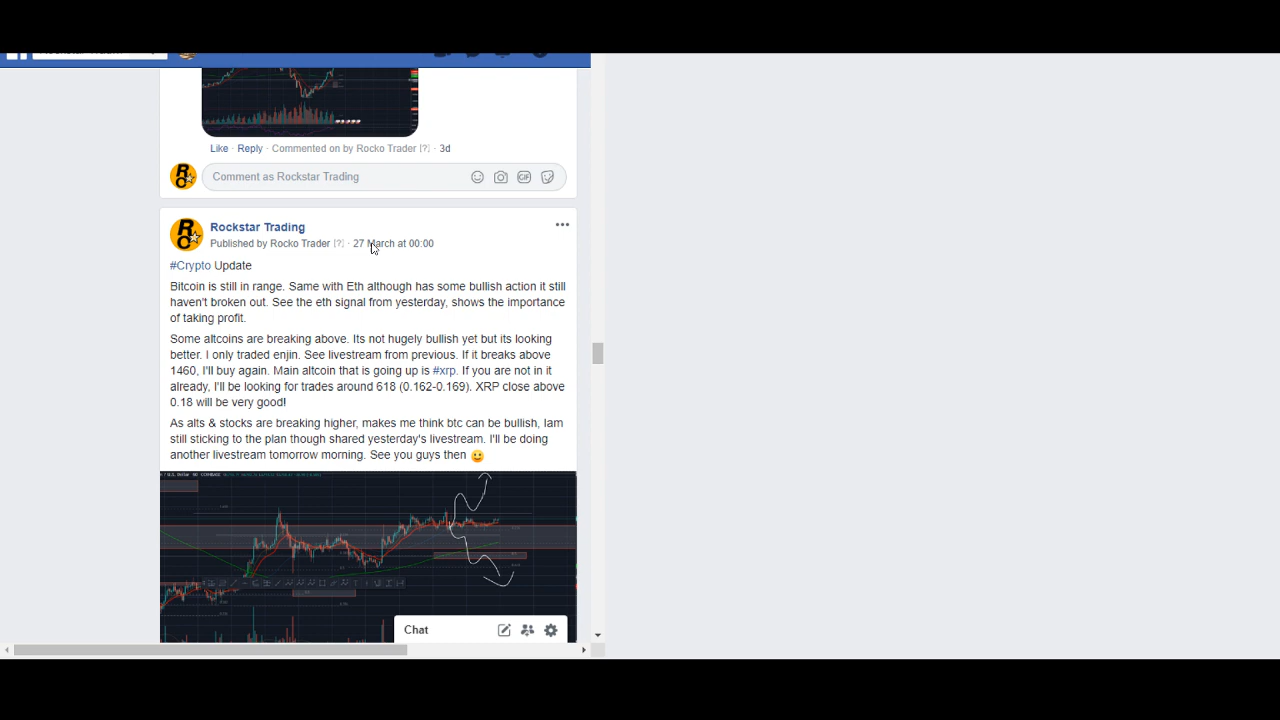 Like · Reply · Commented on by Rocko Trader [?] · 3d
Comment as Rockstar Trading
GIF
Rockstar Trading
Published by Rocko Trader [?] · 27 March at 00:00
#Crypto Update
Bitcoin is still in range. Same with Eth although has some bullish action it still
haven't broken out. See the eth signal from yesterday, shows the importance
of taking profit.
Some altcoins are breaking above. Its not hugely bullish yet but its looking
better. I only traded enjin. See livestream from previous. If it breaks above
1460, I'll buy again. Main altcoin that is going up is #xrp. If you are not in it
already, I'll be looking for trades around 618 (0.162-0.169). XRP close above
0.18 will be very good!
As alts & stocks are breaking higher, makes me think btc can be bullish, Iam
still sticking to the plan though shared yesterday's livestream. I'll be doing
another livestream tomorrow morning. See you guys then
Chat